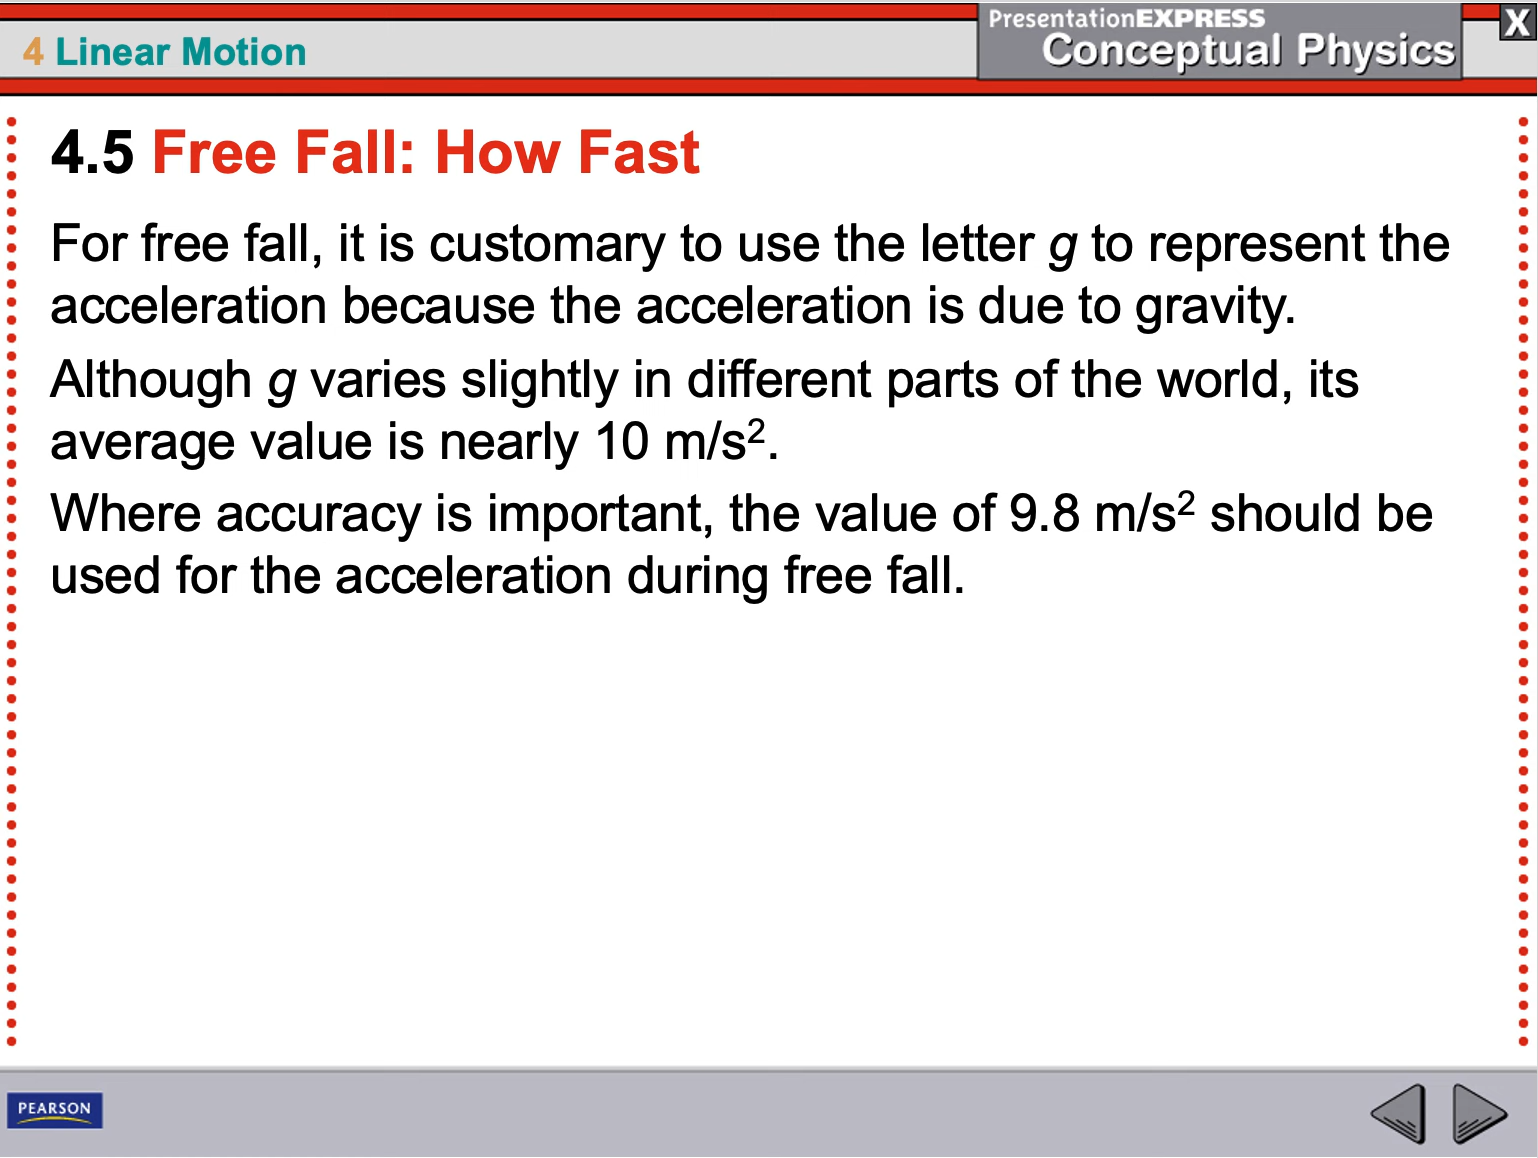 4 Linear Motion
PresentationEXPRESS
Conceptual Physics
X
4.5 Free Fall: How Fast
For free fall, it is customary to use the letter g to represent the
acceleration because the acceleration is due to gravity.
Although g varies slightly in different parts of the world, its
average value is nearly 10 m/s².
Where accuracy is important, the value of 9.8 m/s² should be
used for the acceleration during free fall.
PEARSON